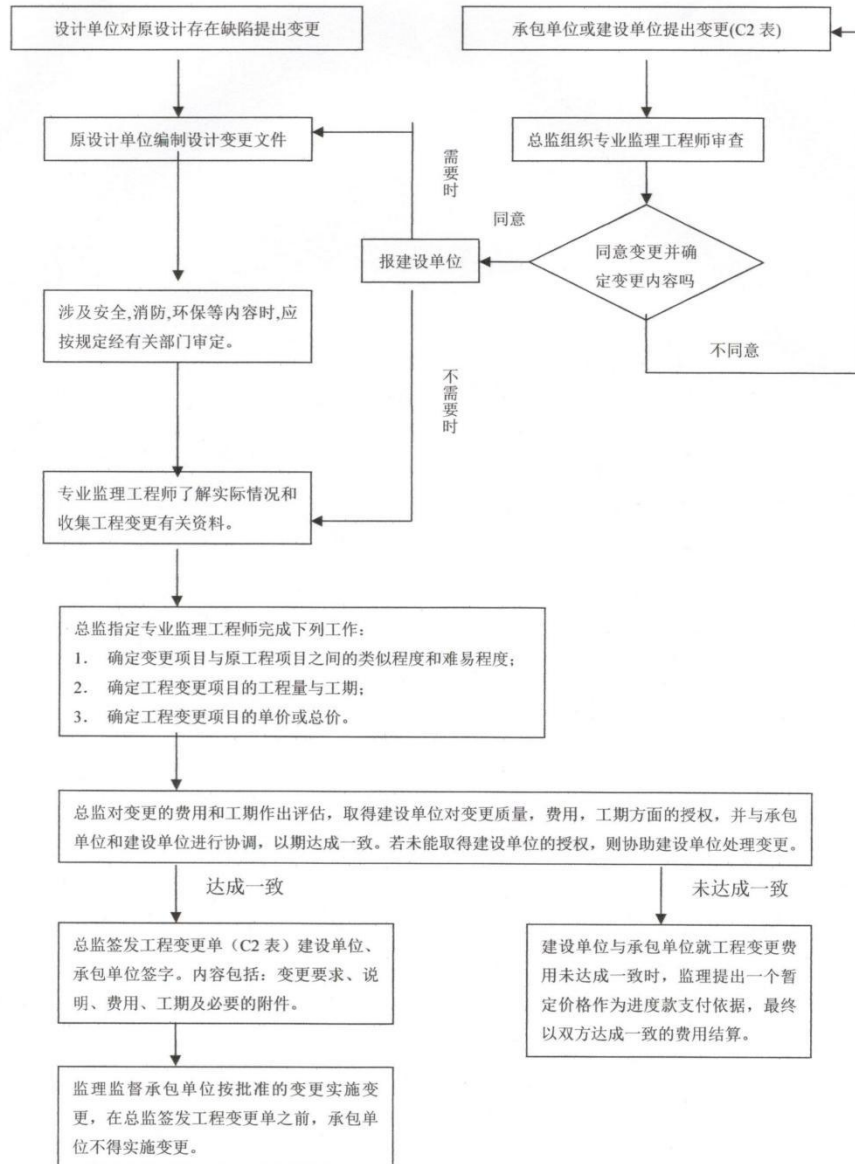 设计单位对原设计存在缺陷提出变更
承包单位或建设单位提出变更(C2 表)
原设计单位编制设计变更文件
总监组织专业监理工程师审查
需要时
同意
报建设单位
同意变更并确
定变更内容吗
涉及安全,消防,环保等内容时,应
按规定经有关部门审定。
不同意
不需要时
专业监理工程师了解实际情况和
收集工程变更有关资料。
总监指定专业监理工程师完成下列工作:
1. 确定变更项目与原工程项目之间的类似程度和难易程度;
2. 确定工程变更项目的工程量与工期;
3. 确定工程变更项目的单价或总价。
总监对变更的费用和工期作出评估，取得建设单位对变更质量，费用，工期方面的授权，并与承包
单位和建设单位进行协调，以期达成一致。若未能取得建设单位的授权，则协助建设单位处理变更。
达成一致
未达成一致
总监签发工程变更单（C2 表）建设单位、
承包单位签字。内容包括：变更要求、说
明、费用、工期及必要的附件。
建设单位与承包单位就工程变更费
用未达成一致时，监理提出一个暂
定价格作为进度款支付依据，最终
以双方达成一致的费用结算。
监理监督承包单位按批准的变更实施变
更，在总监签发工程变更单之前，承包单
位不得实施变更。